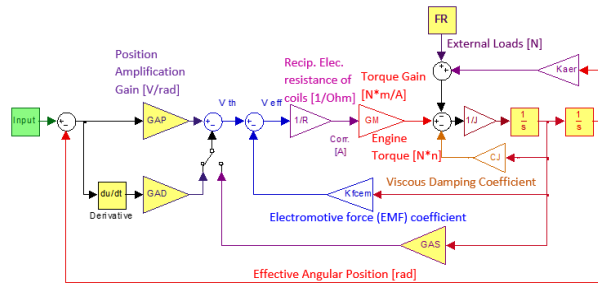 FR
Position
Amplification
Gain [V/rad]
External Loads [N]
Recip. Elec.
resistance of
coils [1/Ohm]
Torque Gain
[N*m/A]
Kaer
V th
V eff
Input
GAP
1/R
GM
1/J
1
s
1
s
Corr.
[A]
Engine
Torque [N*n]
CJ
du/dt
GAD
Derivative
Viscous Damping Coefficient
Kfcem
Electromotive force (EMF) coefficient
GAS
Effective Angular Position [rad]